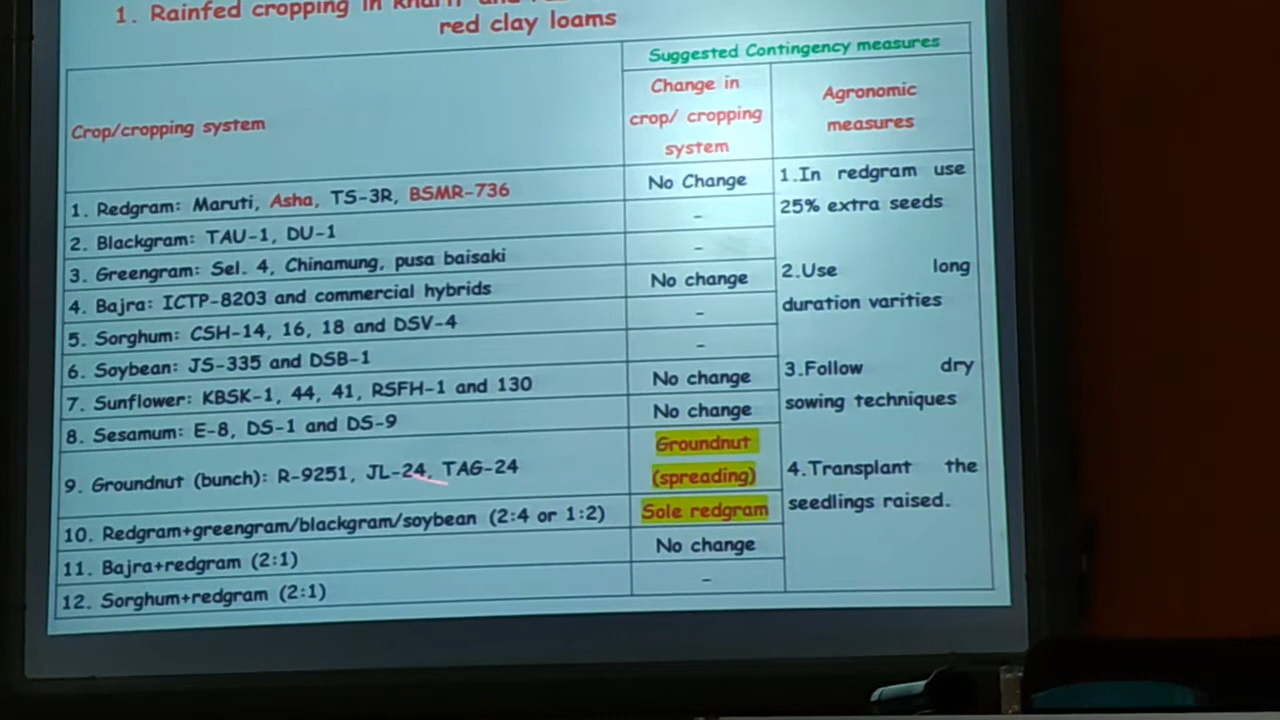 1. Rainfed cropping in kharif and
red clay loams
Crop/cropping system
Suggested Contingency measures
Change in
crop/ cropping
system
Agronomic
measures
1. Redgram: Maruti, Asha, TS-3R, BSMR-736
No Change
2. Blackgram: TAU-1, DU-1
-
3. Greengram: Sel. 4, Chinamung, pusa baisaki
-
4. Bajra: ICTP-8203 and commercial hybrids
No change
5. Sorghum: CSH-14, 16, 18 and DSV-4
-
6. Soybean: JS-335 and DSB-1
-
7. Sunflower: KBSK-1, 44, 41, RSFH-1 and 130
No change
8. Sesamum: E-8, DS-1 and DS-9
No change
9. Groundnut (bunch): R-9251, JL-24, TAG-24
Groundnut
(spreading)
10. Redgram+greengram/blackgram/soybean (2:4 or 1:2)
Sole redgram
11. Bajra+redgram (2:1)
No change
12. Sorghum+redgram (2:1)
-
1.In redgram use
25% extra seeds
2.Use long
duration varities
3.Follow dry
sowing techniques
4.Transplant the
seedlings raised.